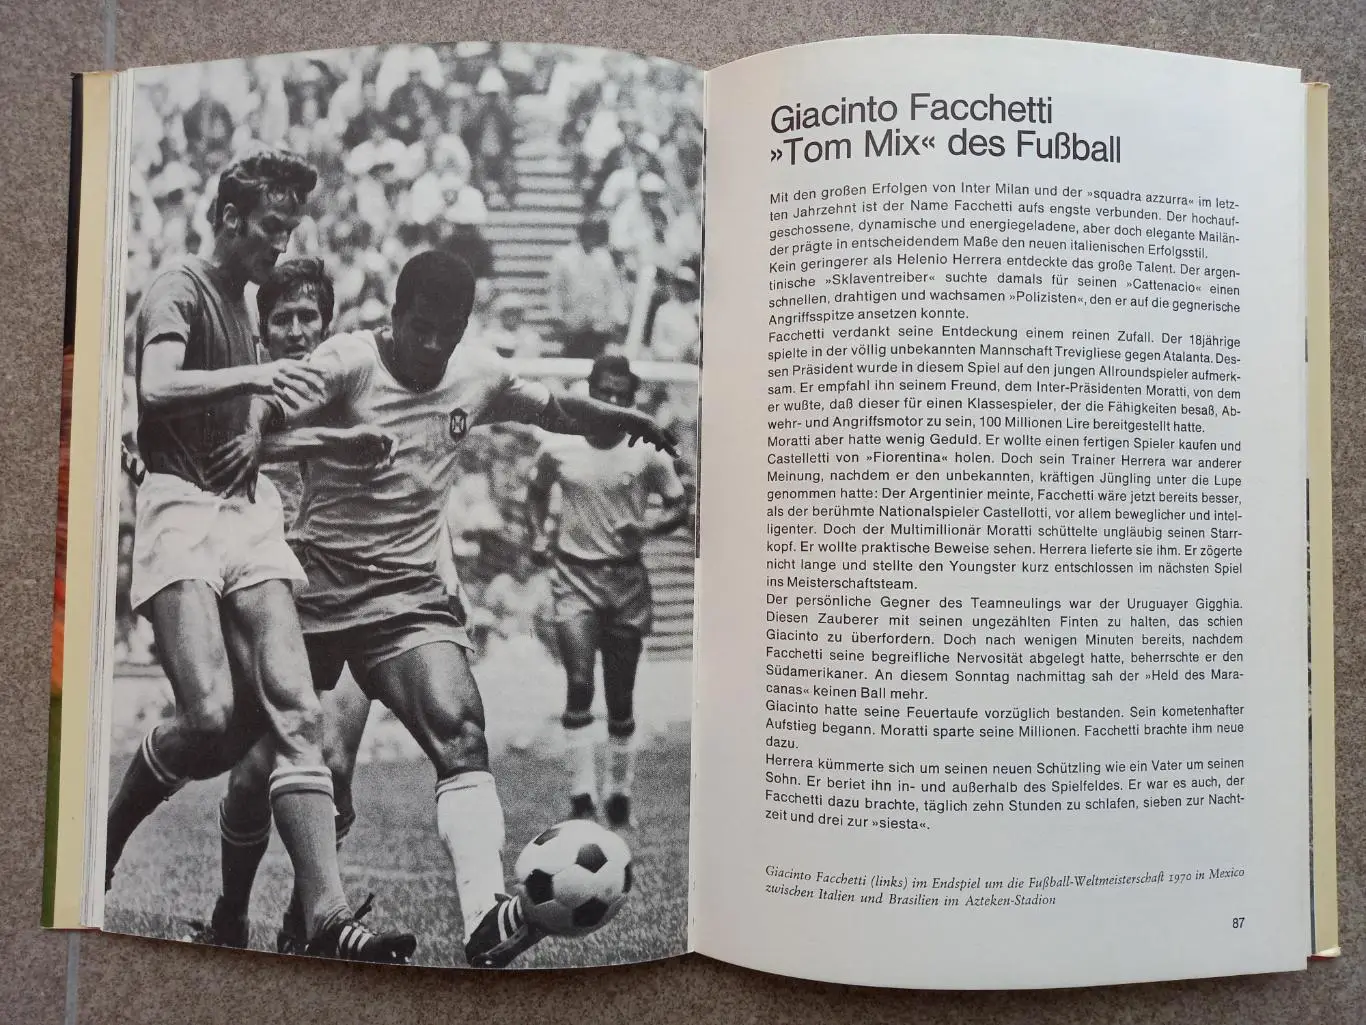 Giacinto Facchetti
»Tom Mix« des Fußball
Mit den großen Erfolgen von Inter Milan und der »squadra azzurra« im letz-
ten Jahrzehnt ist der Name Facchetti aufs engste verbunden. Der hochauf-
geschossene, dynamische und energiegeladene, aber doch elegante Mailän-
der prägte in entscheidendem Maße den neuen italienischen Erfolgsstil.
Kein geringerer als Helenio Herrera entdeckte das große Talent. Der argen-
tinische »Sklaventreiber« suchte damals für seinen »Cattenacio« einen
schnellen, drahtigen und wachsamen »Polizisten«, den er auf die gegnerische
Angriffsspitze ansetzen konnte.
Facchetti verdankt seine Entdeckung einem reinen Zufall. Der 18jährige
spielte in der völlig unbekannten Mannschaft Trevigliese gegen Atalanta. Des-
sen Präsident wurde in diesem Spiel auf den jungen Allroundspieler aufmerk-
sam. Er empfahl ihn seinem Freund, dem Inter-Präsidenten Moratti, von dem
er wußte, daß dieser für einen Klassespieler, der die Fähigkeiten besaß, Ab-
wehr- und Angriffsmotor zu sein, 100 Millionen Lire bereitgestellt hatte.
Moratti aber hatte wenig Geduld. Er wollte einen fertigen Spieler kaufen und
Castelletti von »Fiorentina« holen. Doch sein Trainer Herrera war anderer
Meinung, nachdem er den unbekannten, kräftigen Jüngling unter die Lupe
genommen hatte: Der Argentinier meinte, Facchetti wäre jetzt bereits besser,
als der berühmte Nationalspieler Castellotti, vor allem beweglicher und intel-
ligenter. Doch der Multimillionär Moratti schüttelte ungläubig seinen Starr-
kopf. Er wollte praktische Beweise sehen. Herrera lieferte sie ihm. Er zögerte
nicht lange und stellte den Youngster kurz entschlossen im nächsten Spiel
ins Meisterschaftsteam.
Der persönliche Gegner des Teamneulings war der Uruguayer Gigghia.
Diesen Zauberer mit seinen ungezählten Finten zu halten, das schien
Giacinto zu überfordern. Doch nach wenigen Minuten bereits, nachdem
Facchetti seine begreifliche Nervosität abgelegt hatte, beherrschte er den
Südamerikaner. An diesem Sonntag nachmittag sah der »Held des Mara-
canas« keinen Ball mehr.
Giacinto hatte seine Feuertaufe vorzüglich bestanden. Sein kometenhafter
Aufstieg begann. Moratti sparte seine Millionen. Facchetti brachte ihm neue
dazu.
Herrera kümmerte sich um seinen neuen Schützling wie ein Vater um seinen
Sohn. Er beriet ihn in- und außerhalb des Spielfeldes. Er war es auch, der
Facchetti dazu brachte, täglich zehn Stunden zu schlafen, sieben zur Nacht-
zeit und drei zur »siesta«.
Giacinto Facchetti (links) im Endspiel um die Fußball-Weltmeisterschaft 1970 in Mexico
zwischen Italien und Brasilien im Azteken-Stadion
87